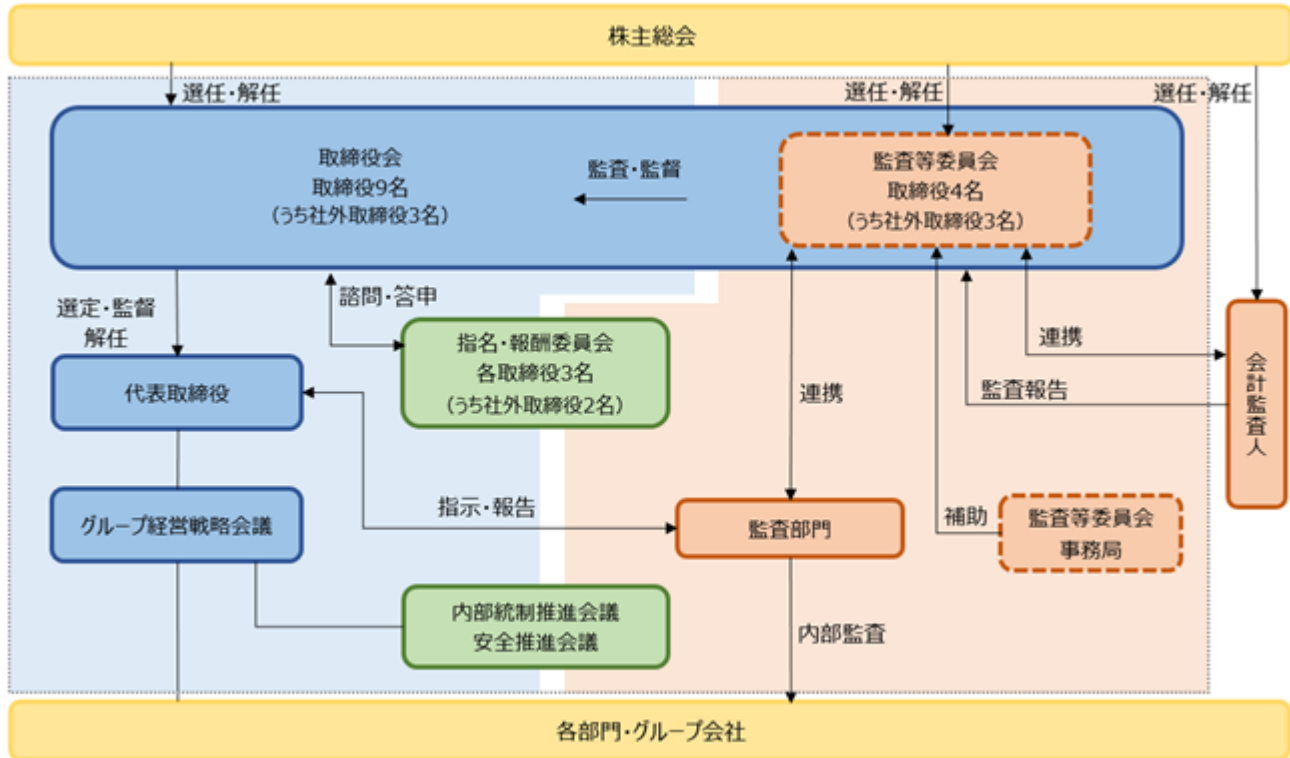 株主総会
選任・解任
選任・解任
選任・解任
取締役会
取締役9名
(うち社外取締役3名)
監査・監督
監査等委員会
取締役4名
(うち社外取締役3名)
選定・監督
解任
諮問・答申
指名・報酬委員会
各取締役3名
(うち社外取締役2名)
連携
連携
監査報告
会計監査人
代表取締役
グループ経営戦略会議
指示・報告
監査部門
補助
監査等委員会
事務局
内部統制推進会議
安全推進会議
内部監査
各部門・グループ会社